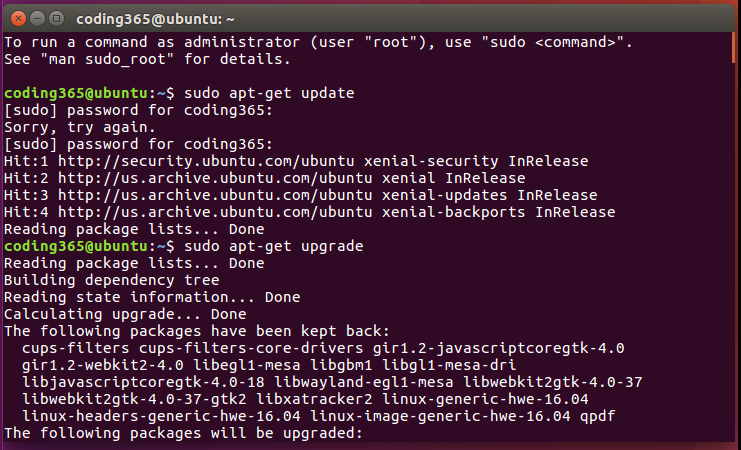 coding365@ubuntu: ~
To run a command as administrator (user "root"), use "sudo <command>".
See "man sudo_root" for details.
coding365@ubuntu:~$ sudo apt-get update
[sudo] password for coding365:
Sorry, try again.
[sudo] password for coding365:
Hit:1 http://security.ubuntu.com/ubuntu xenial-security InRelease
Hit:2 http://us.archive.ubuntu.com/ubuntu xenial InRelease
Hit:3 http://us.archive.ubuntu.com/ubuntu xenial-updates InRelease
Hit:4 http://us.archive.ubuntu.com/ubuntu xenial-backports InRelease
Reading package lists... Done
coding365@ubuntu:~$ sudo apt-get upgrade
Reading package lists... Done
Building dependency tree
Reading state information... Done
Calculating upgrade... Done
The following packages have been kept back:
  cups-filters cups-filters-core-drivers gir1.2-javascriptcoregtk-4.0
  gir1.2-webkit2-4.0 libegl1-mesa libgbm1 libgl1-mesa-dri
  libjavascriptcoregtk-4.0-18 libwayland-egl1-mesa libwebkit2gtk-4.0-37
  libwebkit2gtk-4.0-37-gtk2 libxatracker2 linux-generic-hwe-16.04
  linux-headers-generic-hwe-16.04 linux-image-generic-hwe-16.04 qpdf
The following packages will be upgraded: